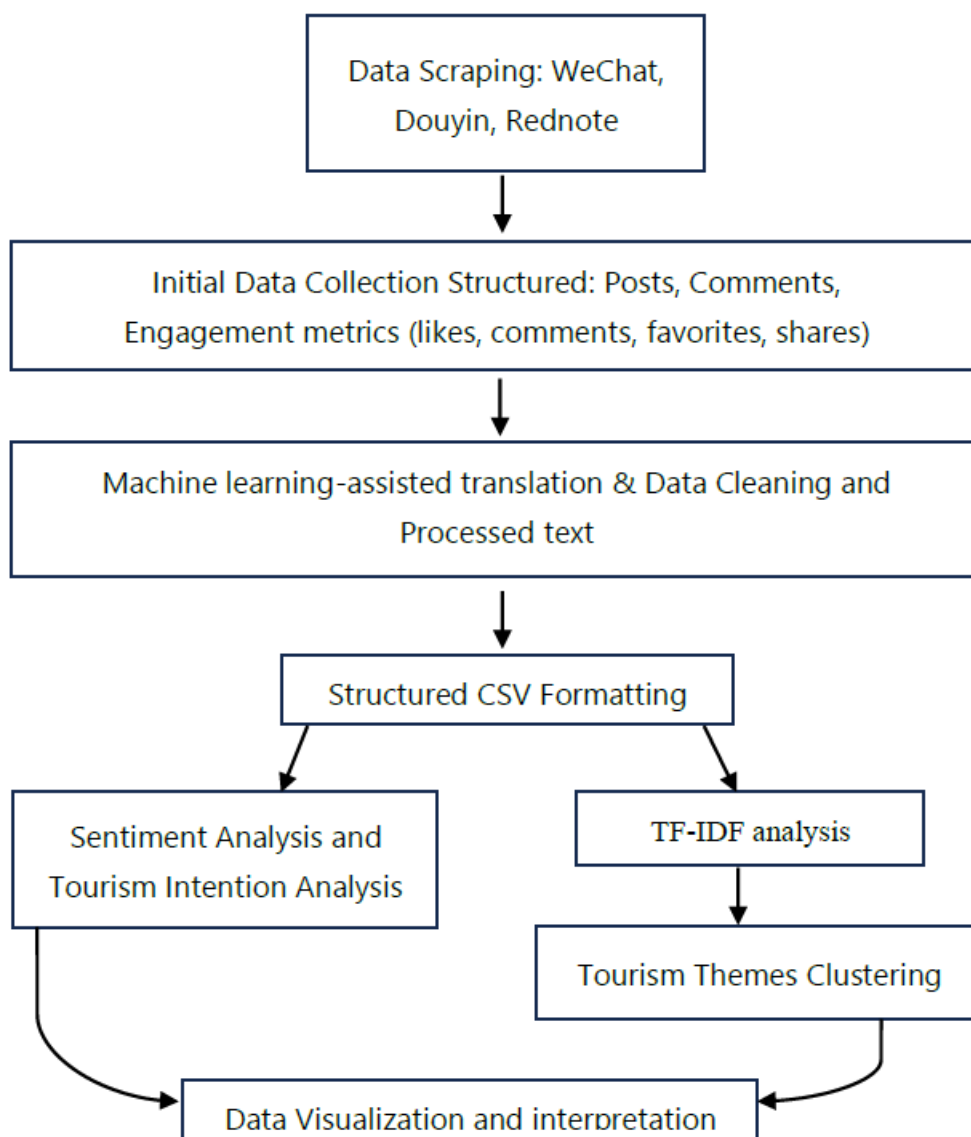 Data Scraping: WeChat,
Douyin, Rednote
Initial Data Collection Structured: Posts, Comments,
Engagement metrics (likes, comments, favorites, shares)
Machine learning-assisted translation & Data Cleaning and
Processed text
Structured CSV Formatting
Sentiment Analysis and
Tourism Intention Analysis
TF-IDF analysis
Tourism Themes Clustering
Data Visualization and interpretation